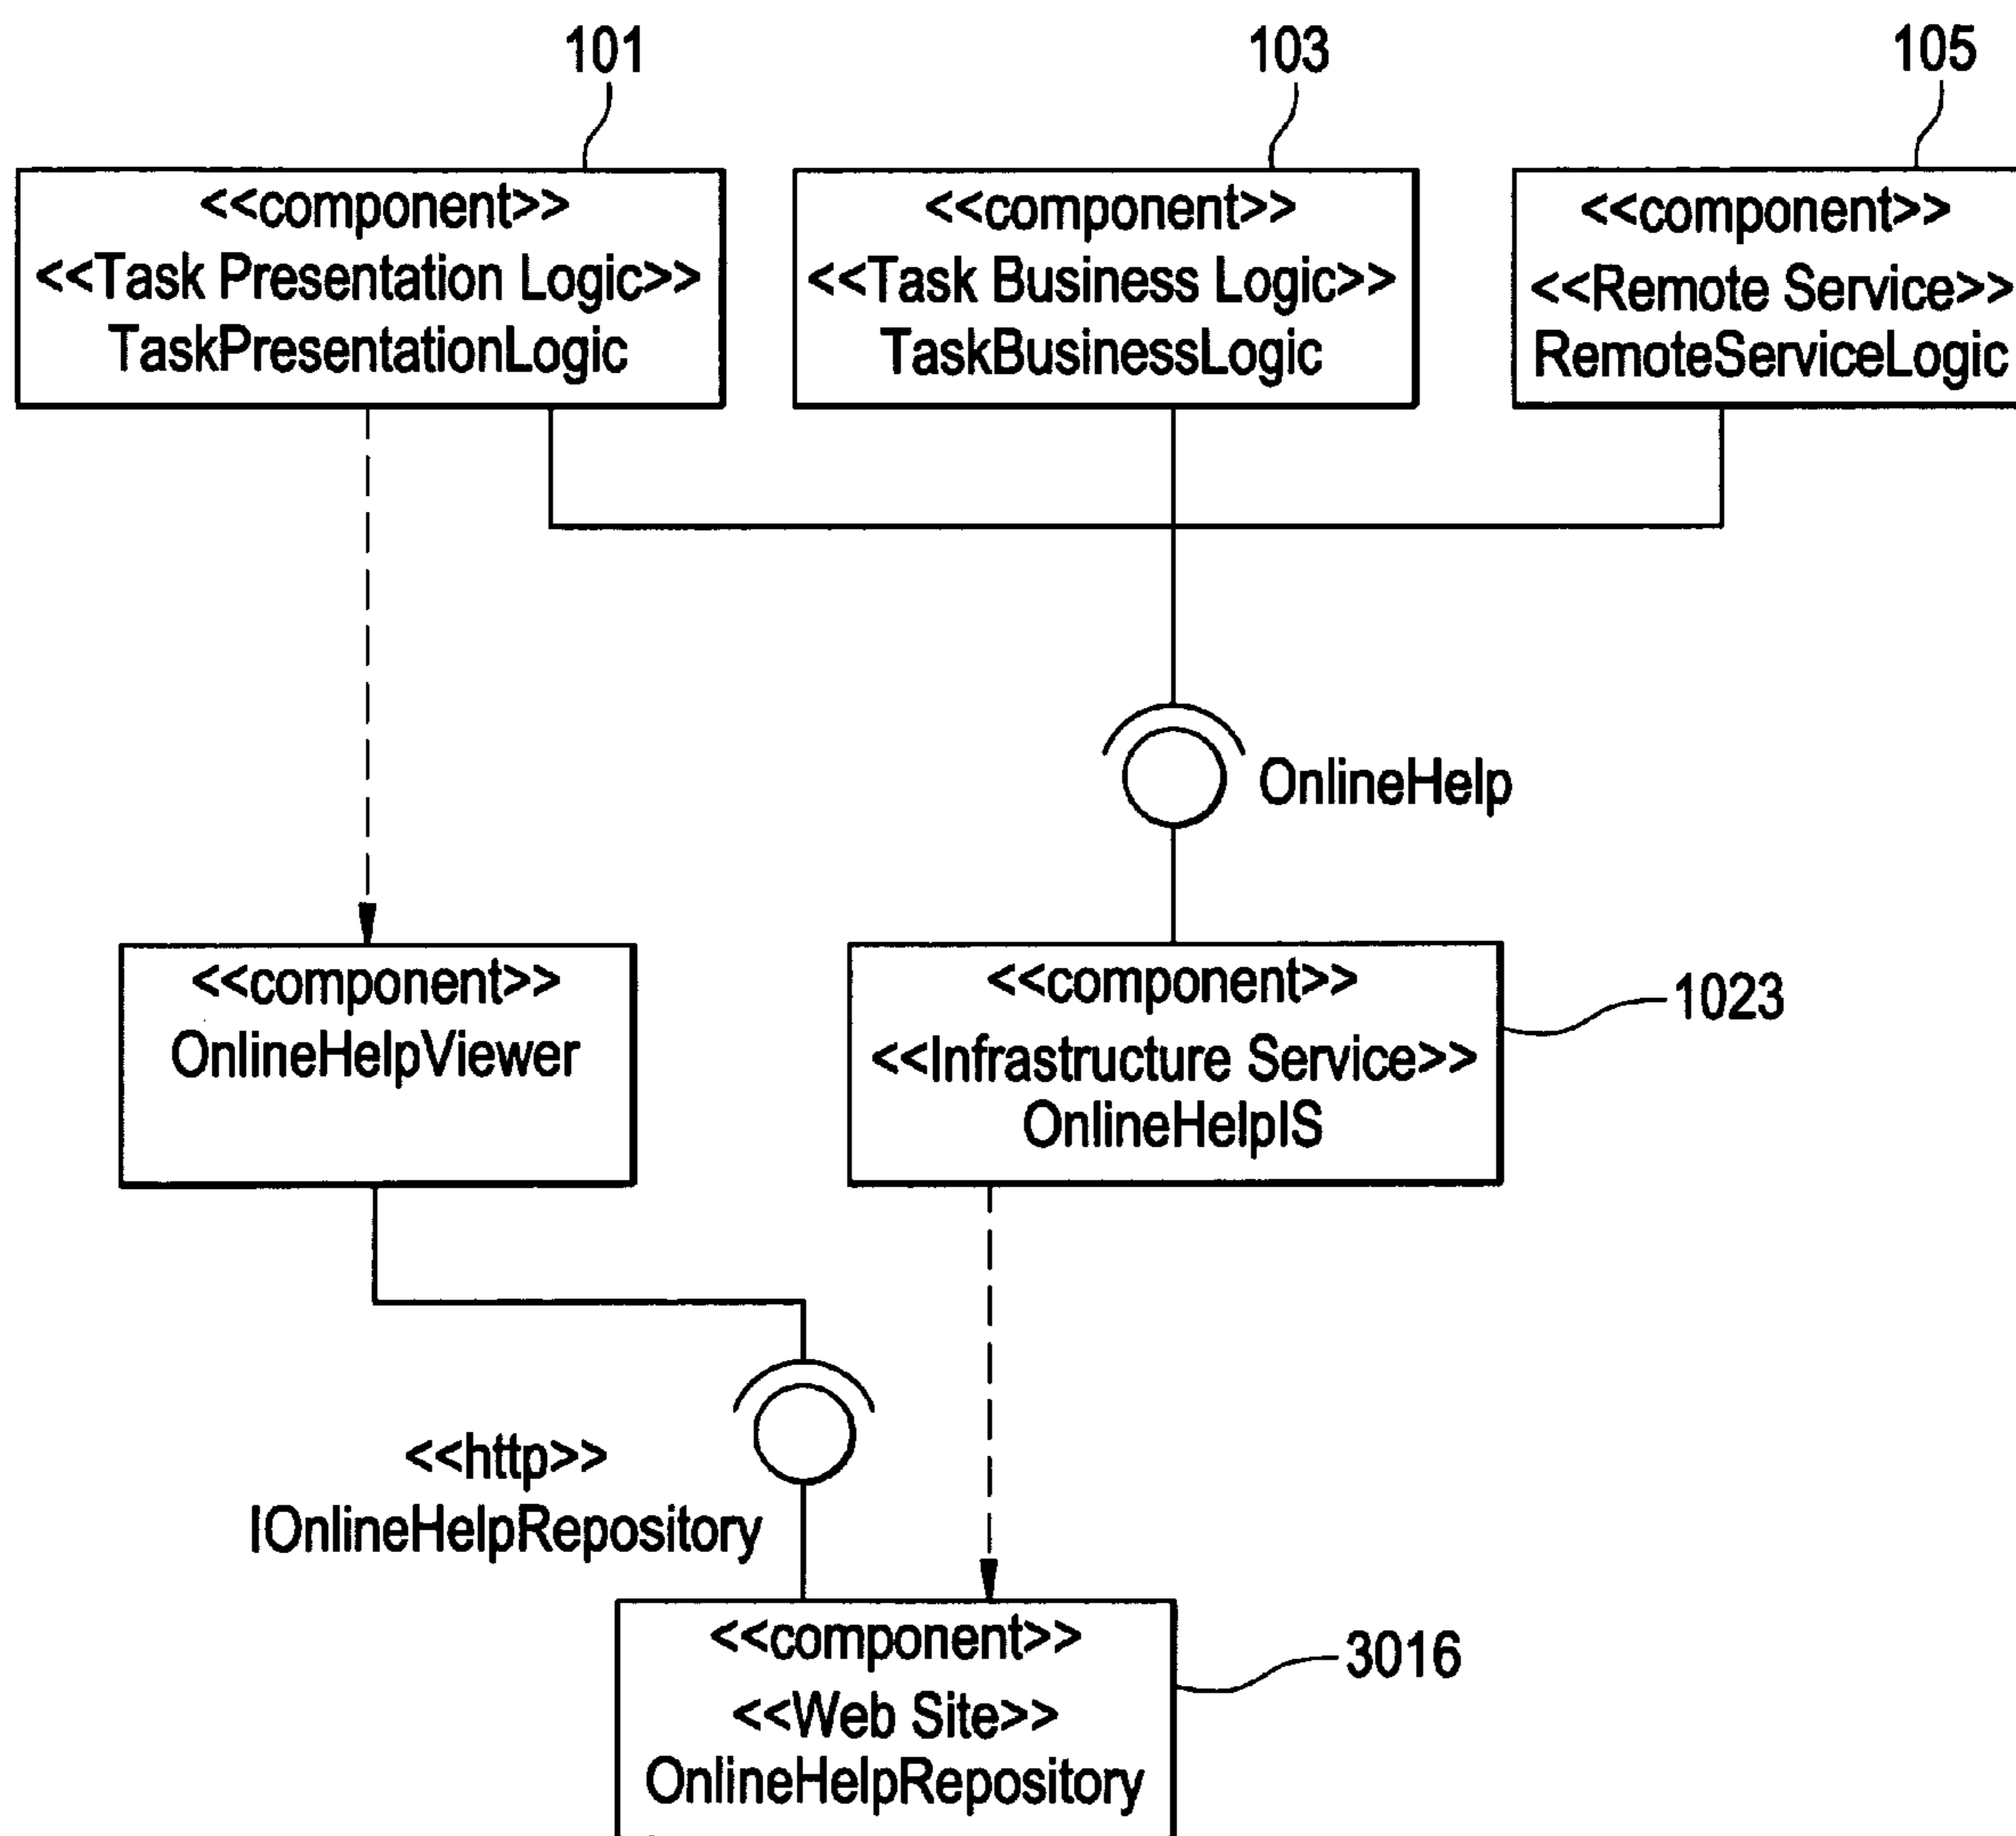 101
103
105
<<component>>
<<Task Presentation Logic>>
TaskPresentationLogic
<<component>>
<<Task Business Logic>>
TaskBusinessLogic
<<component>>
<<Remote Service>>
RemoteServiceLogic
OnlineHelp
<<component>>
OnlineHelpViewer
<<component>>
<<Infrastructure Service>>
OnlineHelpIS
1023
<<http>>
IOnlineHelpRepository
<<component>>
<<Web Site>>
OnlineHelpRepository
3016